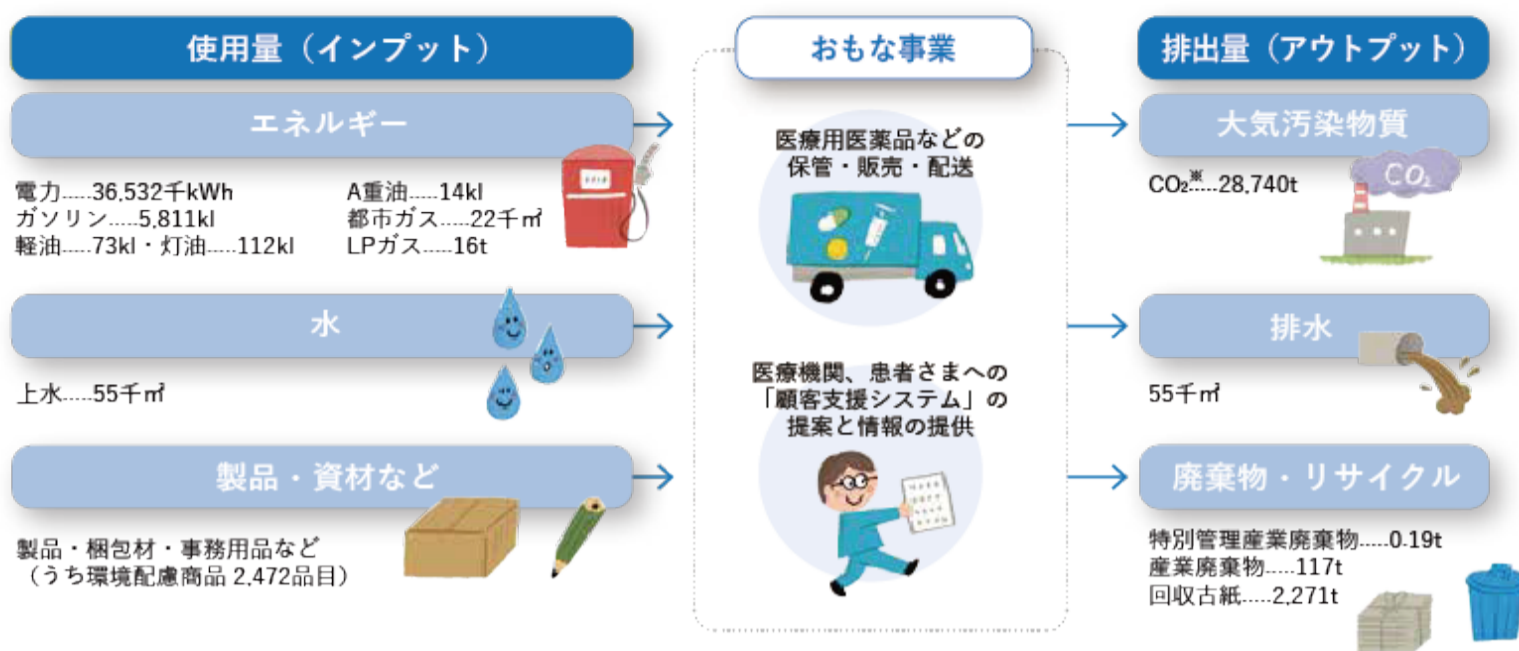 使用量（インプット）
エネルギー
電力.....36,532千kWh
ガソリン.....5,811kl
軽油.....73kl・灯油.....112kl
A重油.....14kl
都市ガス.....22千㎥
LPガス.....16t
水
上水.....55千㎥
製品・資材など
製品・梱包材・事務用品など
（うち環境配慮商品 2,472品目）
おもな事業
医療用医薬品などの
保管・販売・配送
医療機関、患者さまへの
「顧客支援システム」の
提案と情報の提供
排出量（アウトプット）
大気汚染物質
CO₂※.....28,740t
CO₂
排水
55千㎥
廃棄物・リサイクル
特別管理産業廃棄物.....0.19t
産業廃棄物.....117t
回収古紙.....2,271t